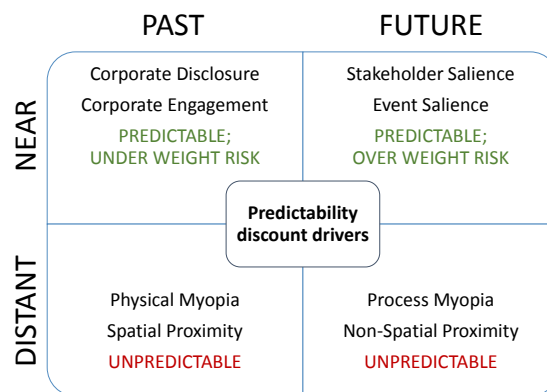 PAST
FUTURE
NEAR
Corporate Disclosure
Corporate Engagement
PREDICTABLE;
UNDER WEIGHT RISK
Stakeholder Salience
Event Salience
PREDICTABLE;
OVER WEIGHT RISK
Predictability
discount drivers
DISTANT
Physical Myopia
Spatial Proximity
UNPREDICTABLE
Process Myopia
Non-Spatial Proximity
UNPREDICTABLE